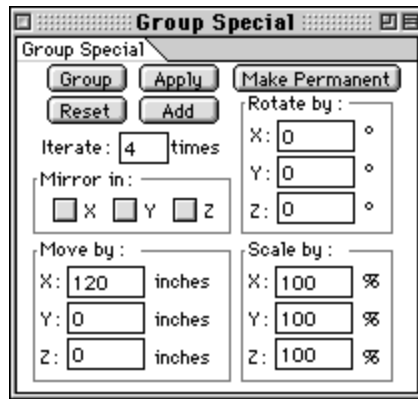 Group Special
Group Special
Group Apply Make Permanent
Reset Add
Iterate: 4 times
Mirror in:
X Y Z
Rotate by:
X: 0 °
Y: 0 °
Z: 0 °
Move by:
X: 120 inches
Y: 0 inches
Z: 0 inches
Scale by:
X: 100 %
Y: 100 %
Z: 100 %